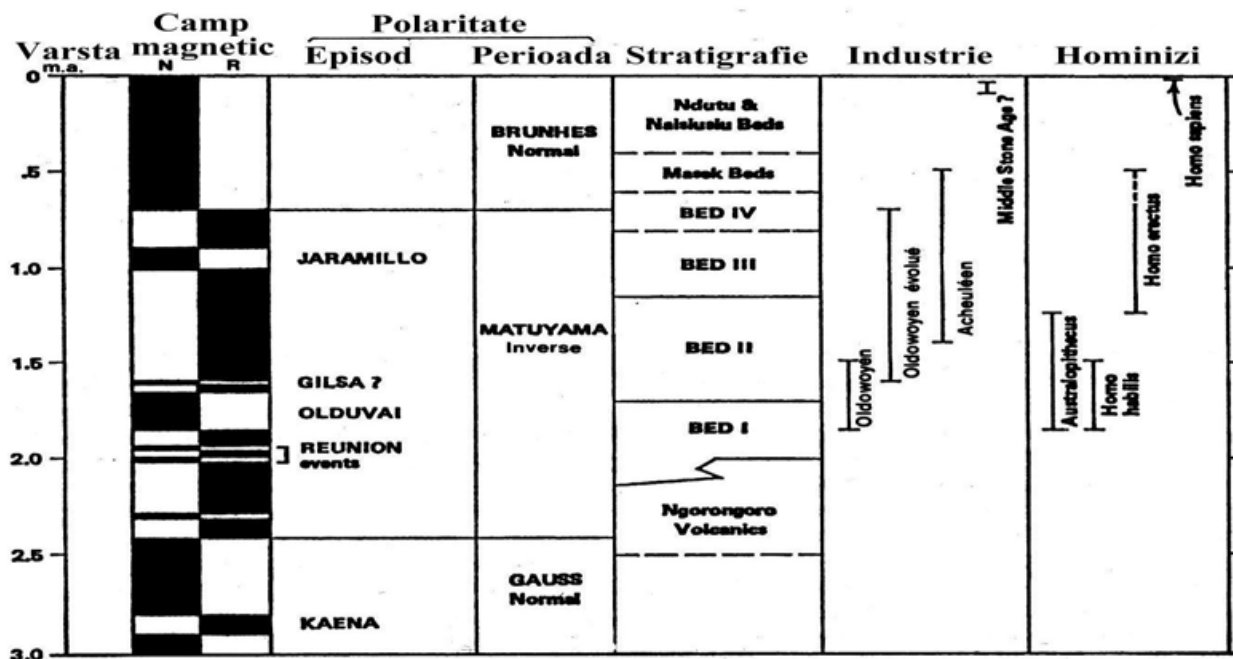 Varsta
m.a.
Camp
magnetic
N R
Polaritate
Episod
Perioada
Stratigrafie
Industrie
Hominizi
0
.5
1.0
1.5
2.0
2.5
3.0
JARAMILLO
GILSA ?
OLDUVAI
REUNION
events
KAENA
BRUNHES
Normal
MATUYAMA
Inverse
GAUSS
Normal
Ndutu &
Naisiusiu Beds
Masek Beds
BED IV
BED III
BED II
BED I
Ngorongoro
Volcanics
Oldowoyen
Oldowoyen évolué
Acheuléen
Middle Stone Age ?
Australophthecus
Homo
habilis
Homo erectus
Homo sapiens